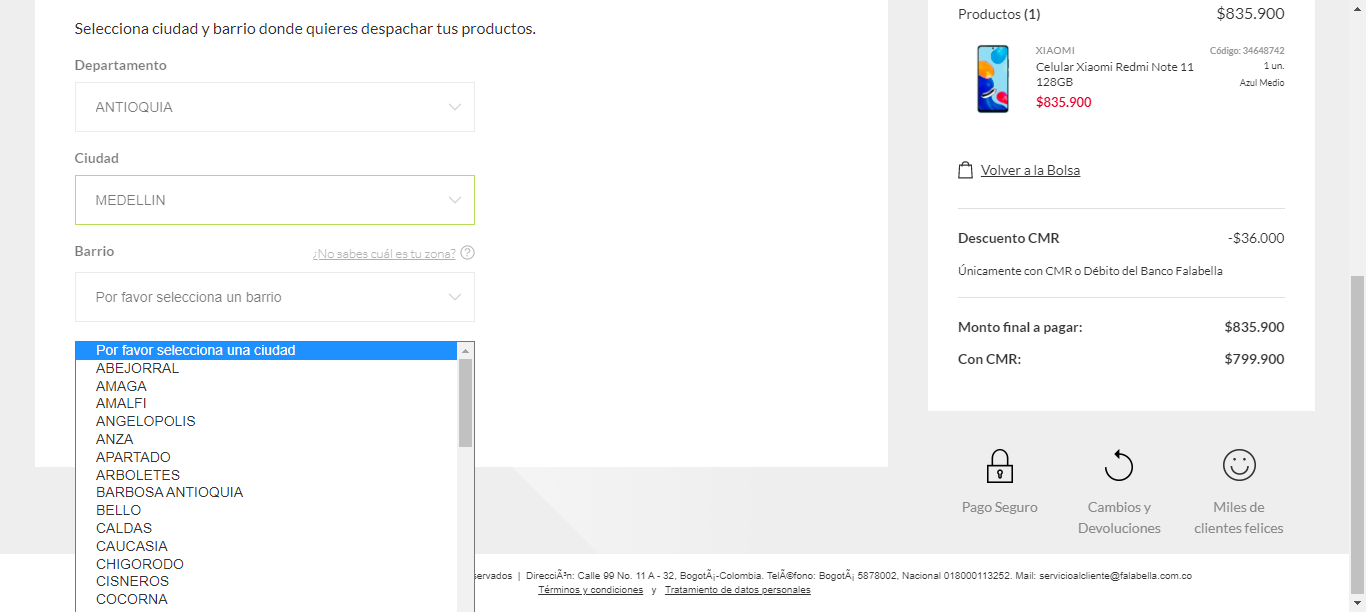 Selecciona ciudad y barrio donde quieres despachar tus productos.
Departamento
ANTIOQUIA
Ciudad
MEDELLIN
Barrio
¿No sabes cuál es tu zona? ?
Por favor selecciona un barrio
Por favor selecciona una ciudad
ABEJORRAL
AMAGA
AMALFI
ANGELOPOLIS
ANZA
APARTADO
ARBOLETES
BARBOSA ANTIOQUIA
BELLO
CALDAS
CAUCASIA
CHIGORODO
CISNEROS
COCORNA
Productos (1) $835.900
XIAOMI Código: 34648742
Celular Xiaomi Redmi Note 11 1 un.
128GB Azul Medio
$835.900
Volver a la Bolsa
Descuento CMR -$36.000
Únicamente con CMR o Débito del Banco Falabella
Monto final a pagar: $835.900
Con CMR: $799.900
Pago Seguro
Cambios y
Devoluciones
Miles de
clientes felices
servados | DirecciÃ³n: Calle 99 No. 11 A - 32, BogotÃ¡-Colombia. TelÃ©fono: BogotÃ¡ 5878002, Nacional 018000113252. Mail: servicioalcliente@falabella.com.co
Términos y condiciones y Tratamiento de datos personales